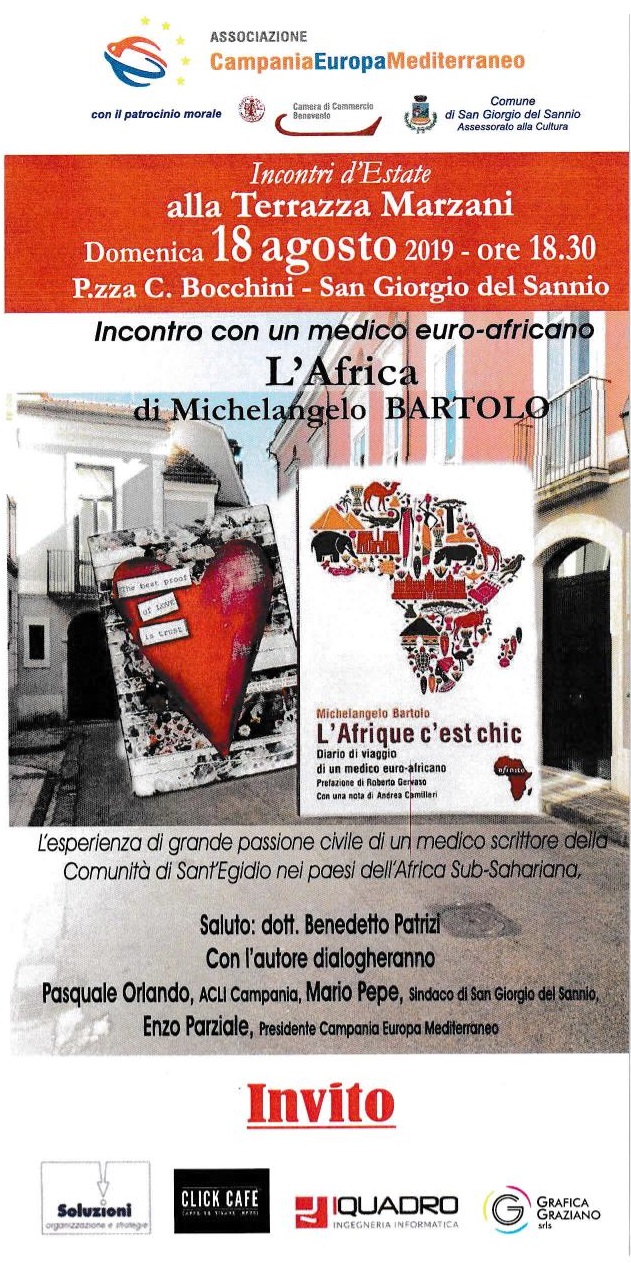 ASSOCIAZIONE
CampaniaEuropaMediterraneo
con il patrocinio morale
Camera di Commercio
Benevento
Comune
di San Giorgio del Sannio
Assessorato alla Cultura
Incontri d'Estate
alla Terrazza Marzani
Domenica 18 agosto 2019 - ore 18.30
P.zza C. Bocchini - San Giorgio del Sannio
Incontro con un medico euro-africano
L'Africa
di Michelangelo BARTOLO
The best proof
of LOVE
is trust
Michelangelo Bartolo
L'Afrique c'est chic
Diario di viaggio
di un medico euro-africano
Prefazione di Roberto Gervaso
Con una nota di Andrea Camilleri
infinito
L'esperienza di grande passione civile di un medico scrittore della
Comunità di Sant'Egidio nei paesi dell'Africa Sub-Sahariana,
Saluto: dott. Benedetto Patrizi
Con l'autore dialogheranno
Pasquale Orlando, ACLI Campania, Mario Pepe, Sindaco di San Giorgio del Sannio,
Enzo Parziale, Presidente Campania Europa Mediterraneo
Invito
Soluzioni
organizzazione e strategie
CLICK CAFÈ
IQUADRO
INGEGNERIA INFORMATICA
G
GRAFICA
GRAZIANO
srls